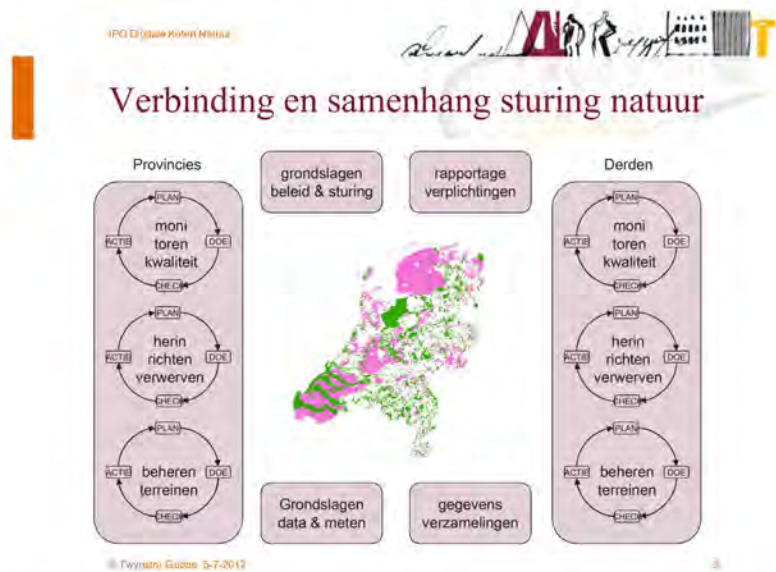 IPO Digitale Keten Natuur
Verbinding en samenhang sturing natuur
Provincies
grondslagen
beleid & sturing
rapportage
verplichtingen
Derden
PLAN
ACTIE
moni
toren
kwaliteit
DOE
CHECK
PLAN
ACTIE
herin
richten
verwerven
DOE
CHECK
PLAN
ACTIE
beheren
terreinen
DOE
CHECK
PLAN
ACTIE
moni
toren
kwaliteit
DOE
CHECK
PLAN
ACTIE
herin
richten
verwerven
DOE
CHECK
PLAN
ACTIE
beheren
terreinen
DOE
CHECK
Grondslagen
data & meten
gegevens
verzamelingen
© Twynstra Gudde 5-7-2012